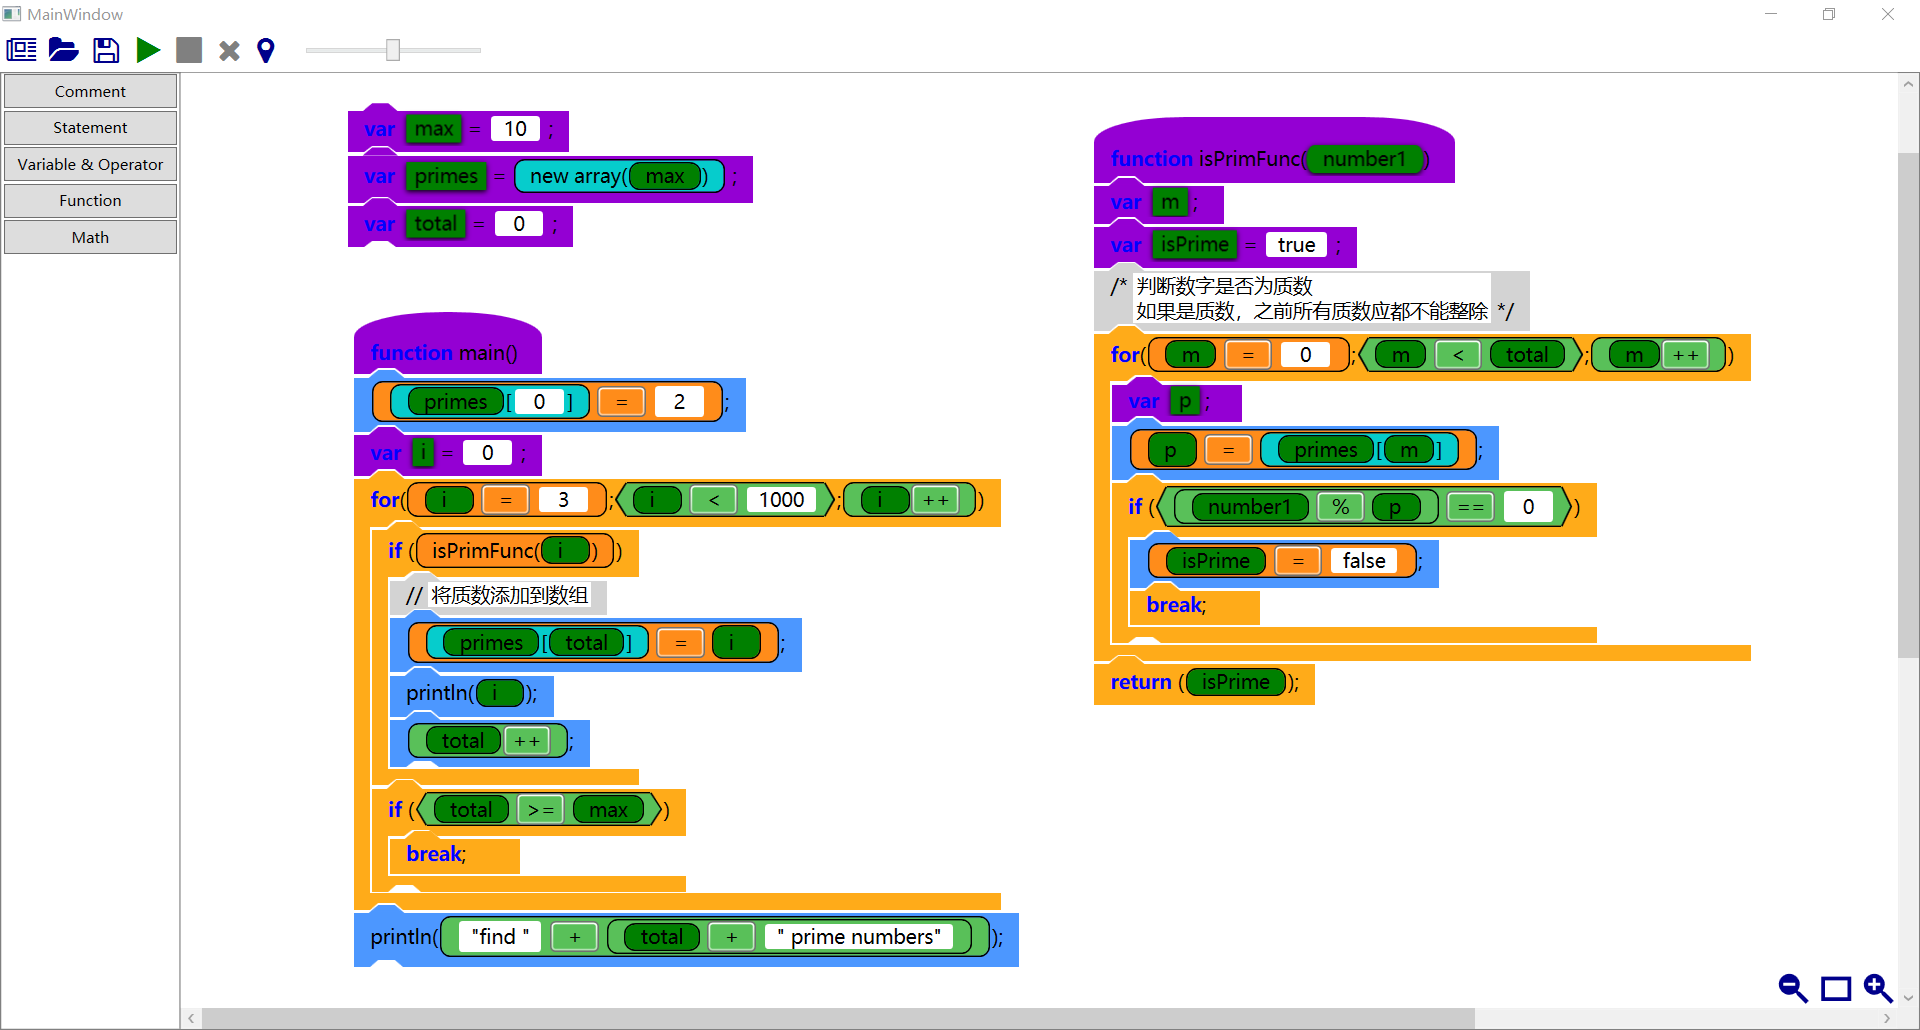 MainWindow
Comment
Statement
Variable & Operator
Function
Math
var max = 10 ;
var primes = new array( max ) ;
var total = 0 ;
function main()
primes [ 0 ] = 2 ;
var i = 0 ;
for( i = 3 ; i < 1000 ; i ++ )
if ( isPrimFunc( i ) )
// 将质数添加到数组
primes [ total ] = i ;
println( i );
total ++ ;
if ( total >= max )
break;
println( "find " + total + " prime numbers" );
function isPrimFunc( number1 )
var m ;
var isPrime = true ;
/* 判断数字是否为质数
如果是质数，之前所有质数应都不能整除 */
for( m = 0 ; m < total ; m ++ )
var p ;
p = primes [ m ] ;
if ( number1 % p == 0 )
isPrime = false ;
break;
return ( isPrime );